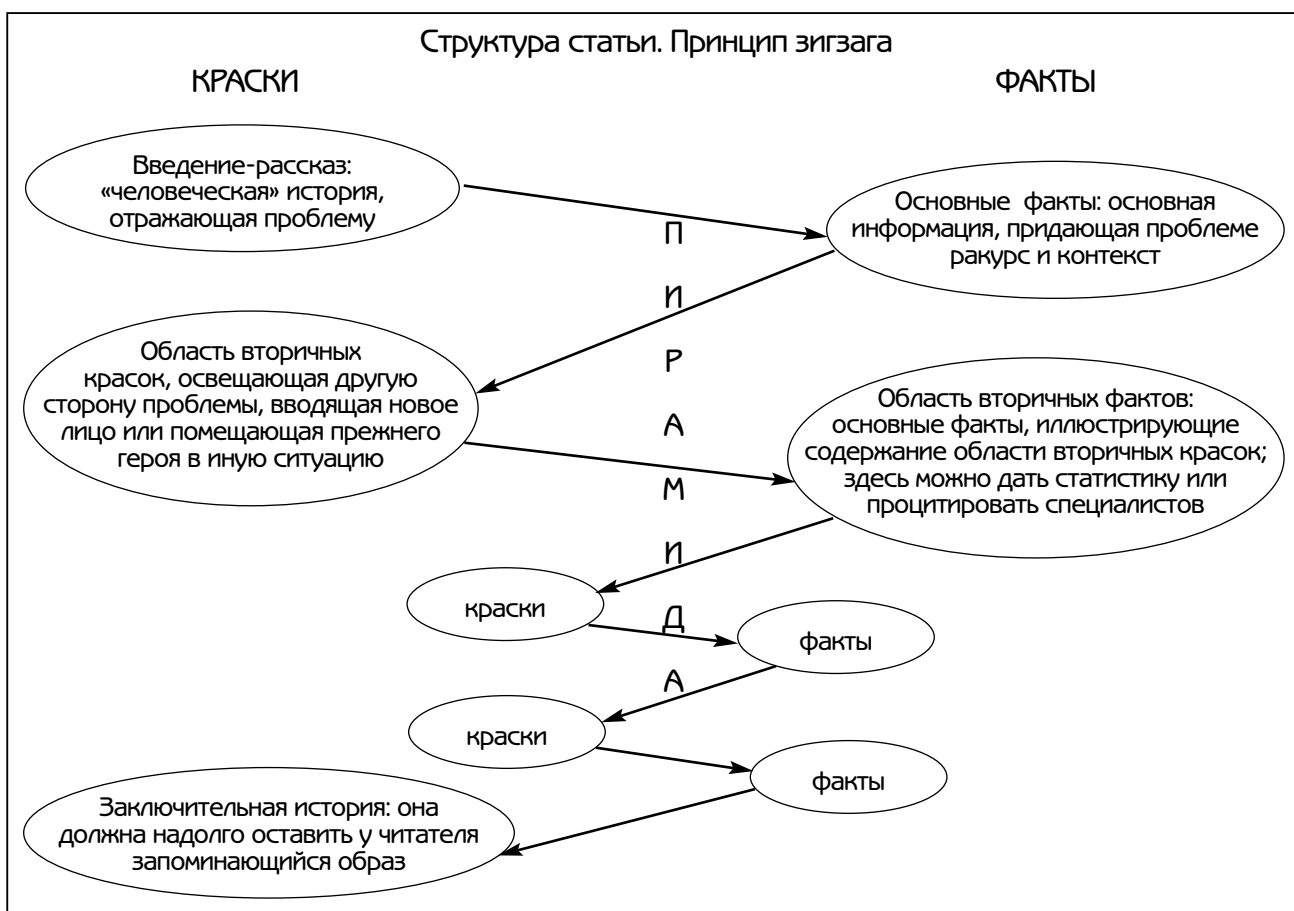 Структура статьи. Принцип зигзага
КРАСКИ
ФАКТЫ
Введение-рассказ:
«человеческая» история,
отражающая проблему
Основные факты: основная
информация, придающая проблеме
ракурс и контекст
Область вторичных
красок, освещающая другую
сторону проблемы, вводящая новое
лицо или помещающая прежнего
героя в иную ситуацию
Область вторичных фактов:
основные факты, иллюстрирующие
содержание области вторичных красок;
здесь можно дать статистику или
процитировать специалистов
краски
факты
краски
факты
Заключительная история: она
должна надолго оставить у читателя
запоминающийся образ
П
И
Р
А
М
И
Д
А